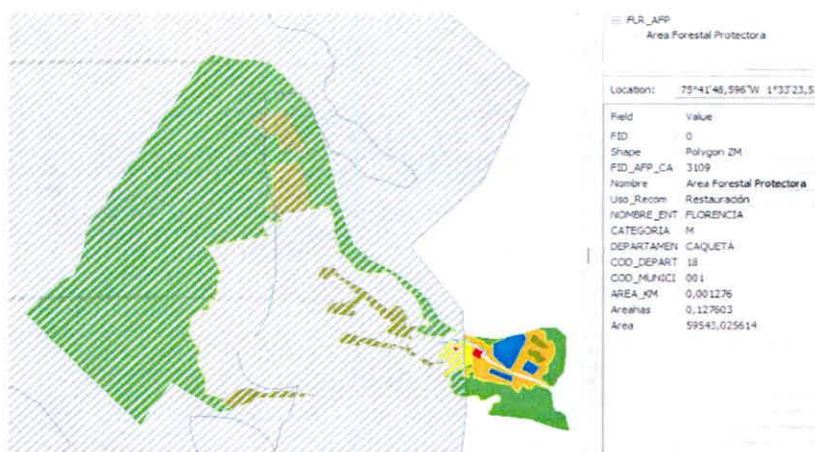 FLR_AFP
Area Forestal Protectora
Location: 75°41'48,596"W 1°33'23,5
Field Value
FID 0
Shape Polygon ZM
FID_AFP_CA 3109
Nombre Area Forestal Protectora
Uso_Recom Restauración
NOMBRE_ENT FLORENCIA
CATEGORIA M
DEPARTAMEN CAQUETÁ
COD_DEPART 18
COD_MUNICI 001
AREA_KM 0,001276
Areahas 0,127603
Area 59543,025614